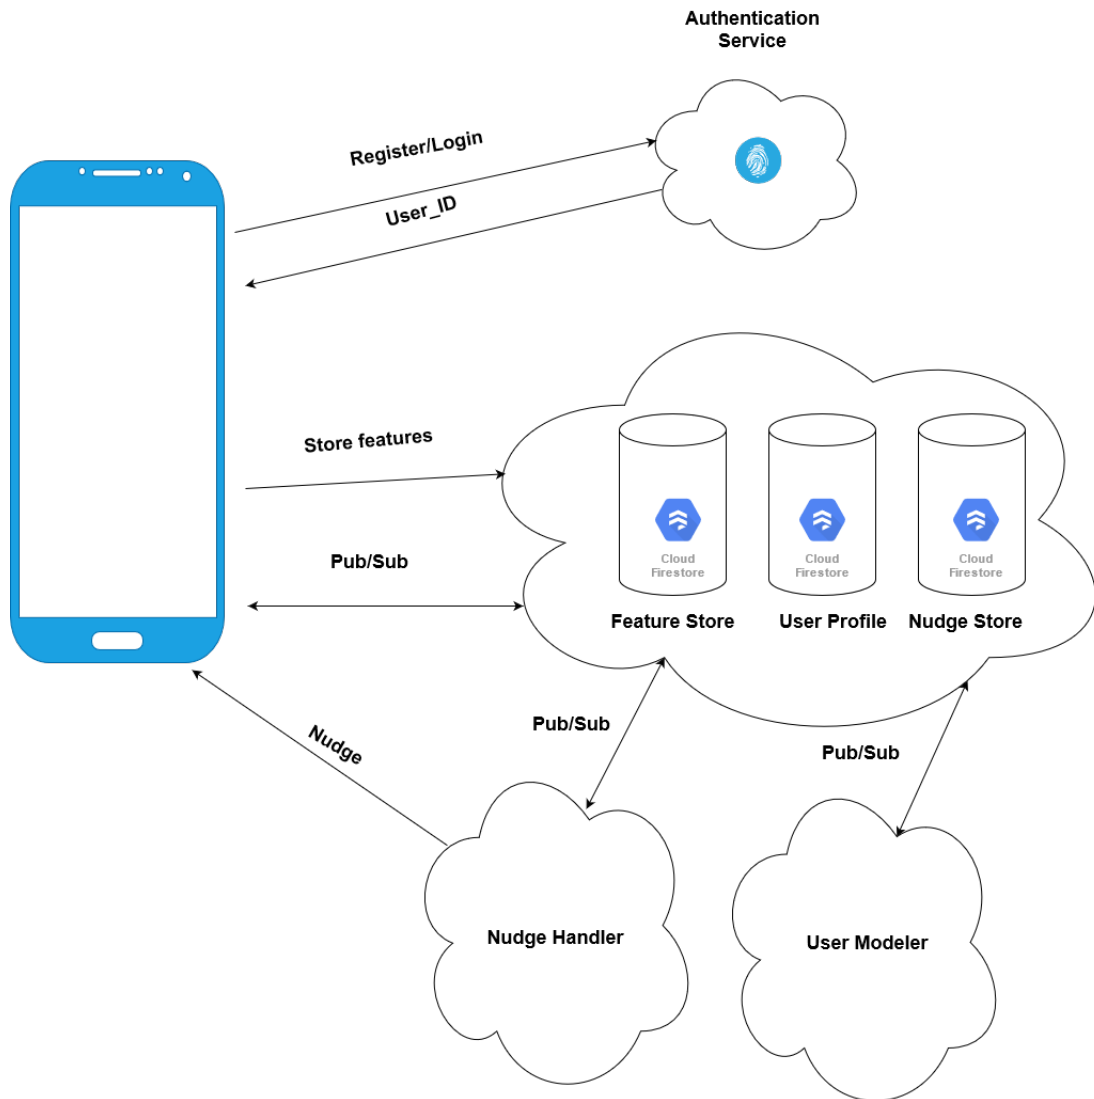 Authentication
Service
Register/Login
User_ID
Store features
Pub/Sub
Cloud
Firestore
Cloud
Firestore
Cloud
Firestore
Feature Store
User Profile
Nudge Store
Nudge
Pub/Sub
Pub/Sub
Nudge Handler
User Modeler